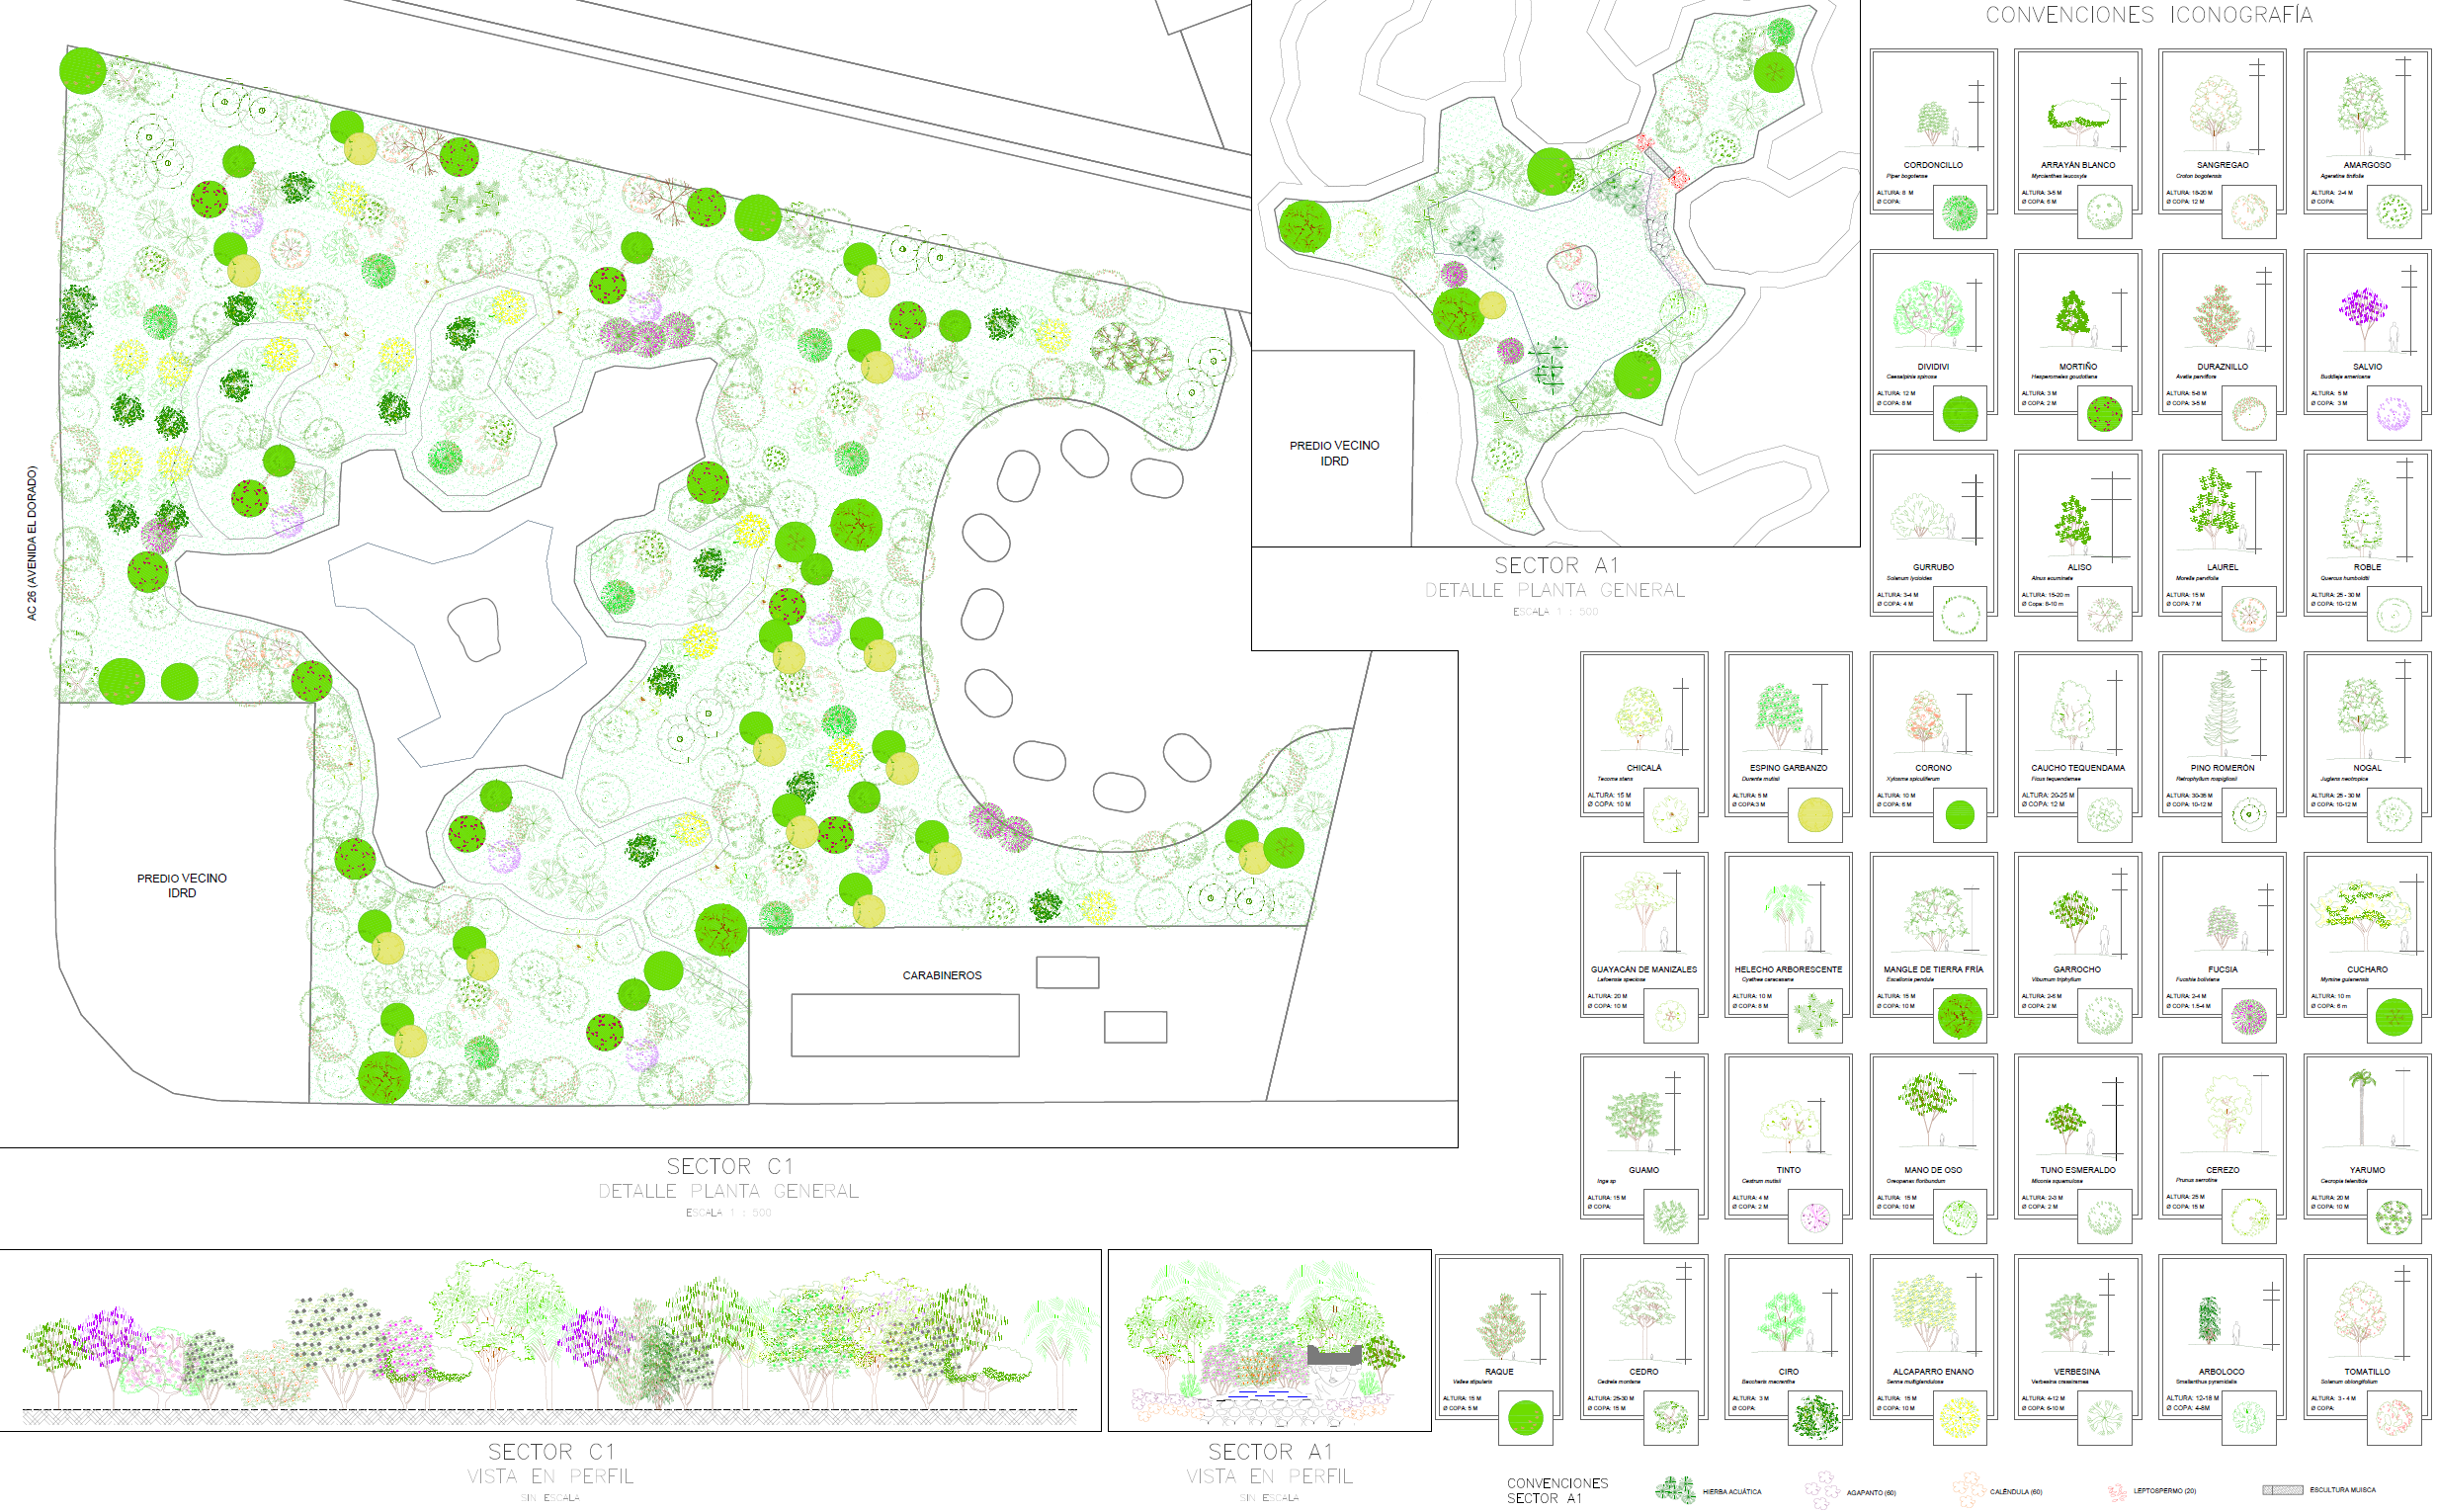 CONVENCIONES ICONOGRAFÍA
CORDONCILLO
Piper bogotense
ALTURA: 8 M
Ø COPA:
ARRAYÁN BLANCO
Myrcianthes leucoxyla
ALTURA: 3-5 M
Ø COPA: 6 M
SANGREGAO
Croton bogotensis
ALTURA: 18-20 M
Ø COPA: 12 M
AMARGOSO
Ageratina tinifolia
ALTURA: 2-4 M
Ø COPA:
DIVIDIVI
Caesalpinia spinosa
ALTURA: 12 M
Ø COPA: 8 M
MORTIÑO
Hesperomeles goudotiana
ALTURA: 3 M
Ø COPA: 2 M
DURAZNILLO
Avatia parviflora
ALTURA: 5-8 M
Ø COPA: 3-5 M
SALVIO
Buddleja americana
ALTURA: 5 M
Ø COPA: 3 M
GURRUBO
Solanum lycioides
ALTURA: 3-4 M
Ø COPA: 4 M
ALISO
Alnus acuminata
ALTURA: 15-20 m
Ø Copa: 8-10 m
LAUREL
Morella parvifolia
ALTURA: 15 M
Ø COPA: 7 M
ROBLE
Quercus humboldtii
ALTURA: 25 - 30 M
Ø COPA: 10-12 M
CHICALÁ
Tecoma stans
ALTURA: 15 M
Ø COPA: 10 M
ESPINO GARBANZO
Duranta mutisii
ALTURA: 5 M
Ø COPA:3 M
CORONO
Xylosma spiculiferum
ALTURA: 10 M
Ø COPA: 6 M
CAUCHO TEQUENDAMA
Ficus tequendamae
ALTURA: 20-25 M
Ø COPA: 12 M
PINO ROMERÓN
Retrophyllum rospigliosii
ALTURA: 30-35 M
Ø COPA: 10-12 M
NOGAL
Juglans neotropica
ALTURA: 25 - 30 M
Ø COPA: 10-12 M
GUAYACÁN DE MANIZALES
Lafoensia speciosa
ALTURA: 20 M
Ø COPA: 10 M
HELECHO ARBORESCENTE
Cyathea caracasana
ALTURA: 10 M
Ø COPA: 8 M
MANGLE DE TIERRA FRÍA
Escallonia pendula
ALTURA: 15 M
Ø COPA: 10 M
GARROCHO
Viburnum triphyllum
ALTURA: 2-6 M
Ø COPA: 2 M
FUCSIA
Fucshia boliviana
ALTURA: 2-4 M
Ø COPA: 1.5-4 M
CUCHARO
Myrsine guianensis
ALTURA: 10 m
Ø COPA: 6 m
GUAMO
Inga sp
ALTURA: 15 M
Ø COPA:
TINTO
Cestrum mutisii
ALTURA: 4 M
Ø COPA: 2 M
MANO DE OSO
Oreopanax floribundum
ALTURA: 15 M
Ø COPA: 10 M
TUNO ESMERALDO
Miconia squamulosa
ALTURA: 2-3 M
Ø COPA: 2 M
CEREZO
Prunus serrotina
ALTURA: 25 M
Ø COPA: 15 M
YARUMO
Cecropia telenitida
ALTURA: 20 M
Ø COPA: 10 M
RAQUE
Vallea stipularis
ALTURA: 15 M
Ø COPA: 5 M
CEDRO
Cedrela montana
ALTURA: 25-30 M
Ø COPA: 15 M
CIRO
Baccharis macrantha
ALTURA: 3 M
Ø COPA:
ALCAPARRO ENANO
Senna multiglandulosa
ALTURA: 15 M
Ø COPA: 10 M
VERBESINA
Verbesina crassiramea
ALTURA: 4-12 M
Ø COPA: 6-10 M
ARBOLOCO
Smallanthus pyramidalis
ALTURA: 12-18 M
Ø COPA: 4-8M
TOMATILLO
Solanum oblongifolium
ALTURA: 3 - 4 M
Ø COPA:
AC 26 (AVENIDA EL DORADO)
PREDIO VECINO
IDRD
CARABINEROS
PREDIO VECINO
IDRD
SECTOR A1
DETALLE PLANTA GENERAL
ESCALA 1 : 500
SECTOR C1
DETALLE PLANTA GENERAL
ESCALA 1 : 500
SECTOR C1
VISTA EN PERFIL
SIN ESCALA
SECTOR A1
VISTA EN PERFIL
SIN ESCALA
CONVENCIONES
SECTOR A1
HIERBA ACUÁTICA
AGAPANTO (60)
CALÉNDULA (60)
LEPTOSPERMO (20)
ESCULTURA MUISCA